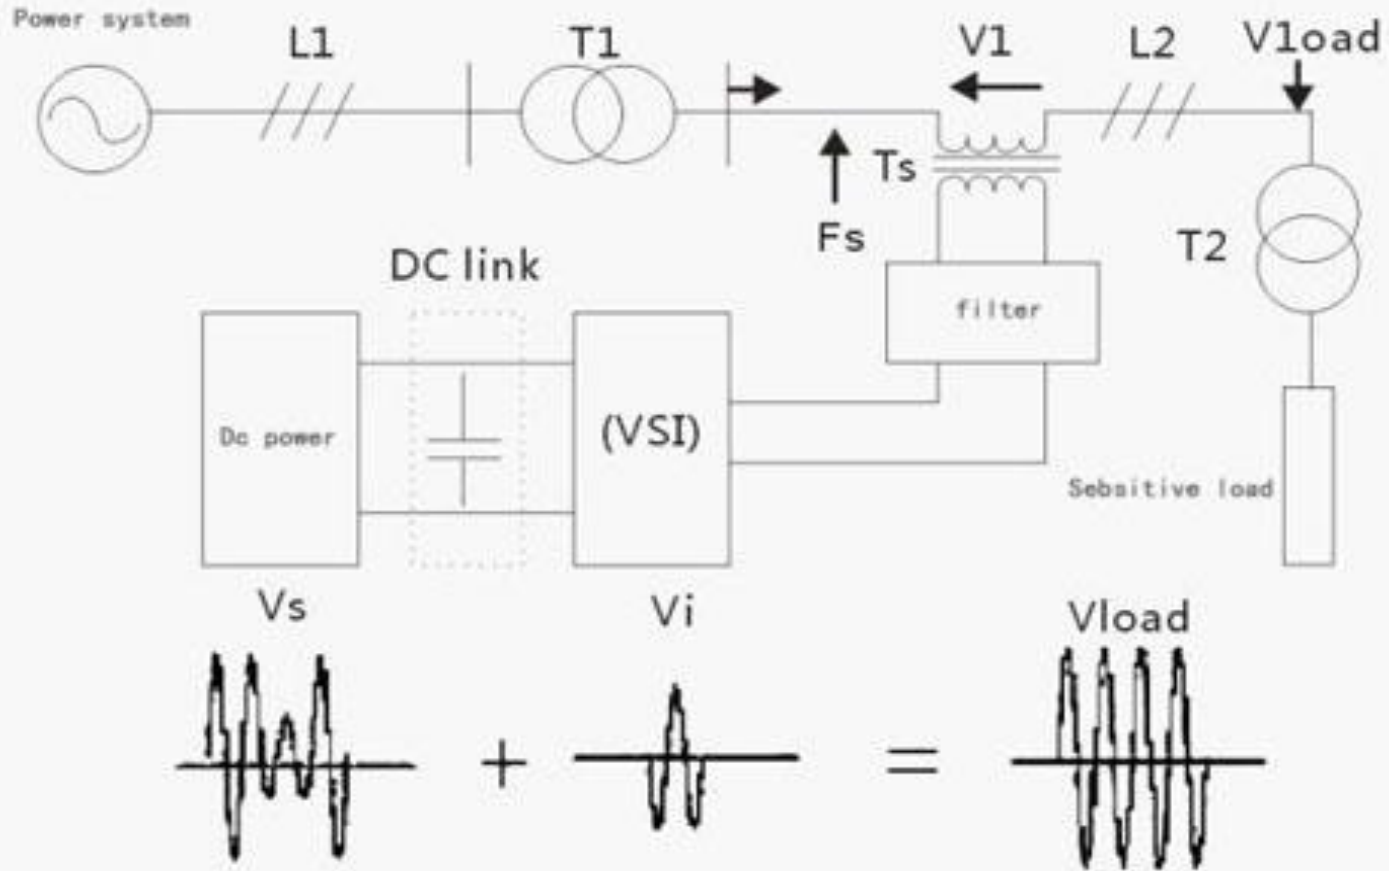 Power system
L1
T1
V1
L2
Vload
Ts
Fs
T2
DC link
filter
Dc power
(VSI)
Sebsitive load
Vs
Vi
Vload
+
=